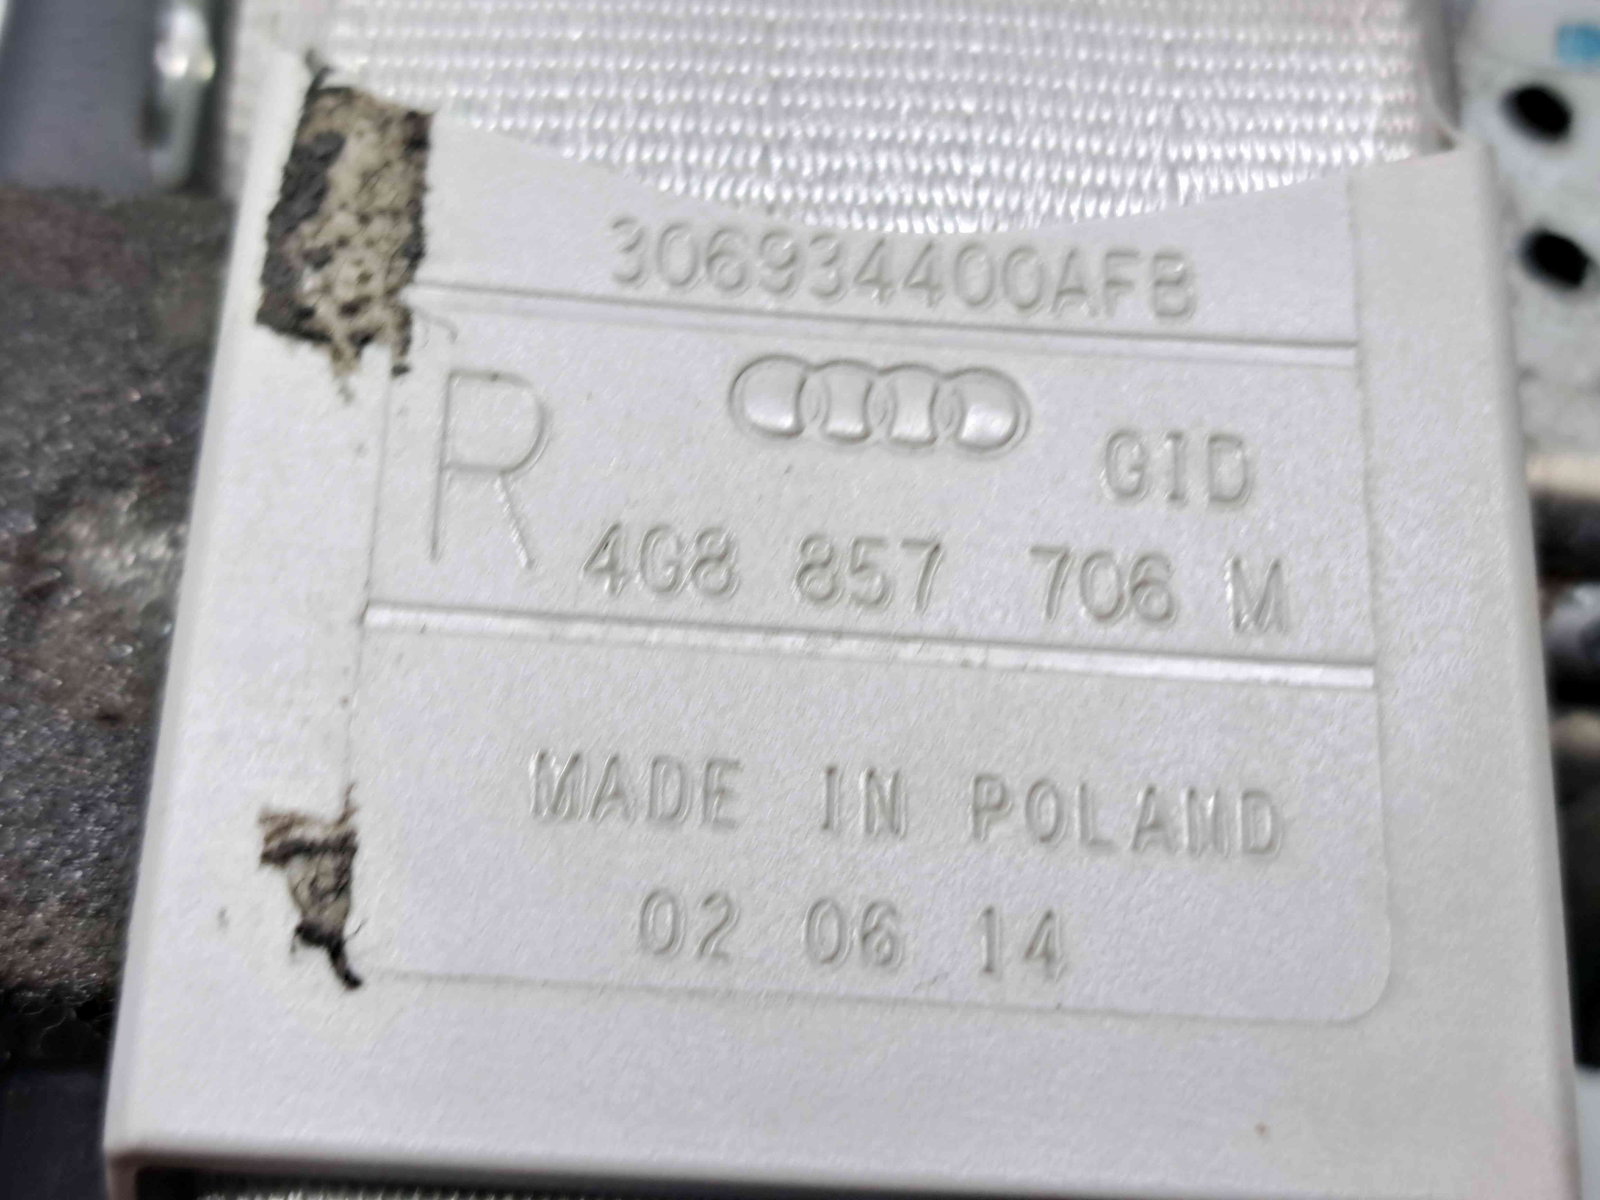 306934400AFB
R
GID
4G8 857 706 M
MADE IN POLAND
02 06 14